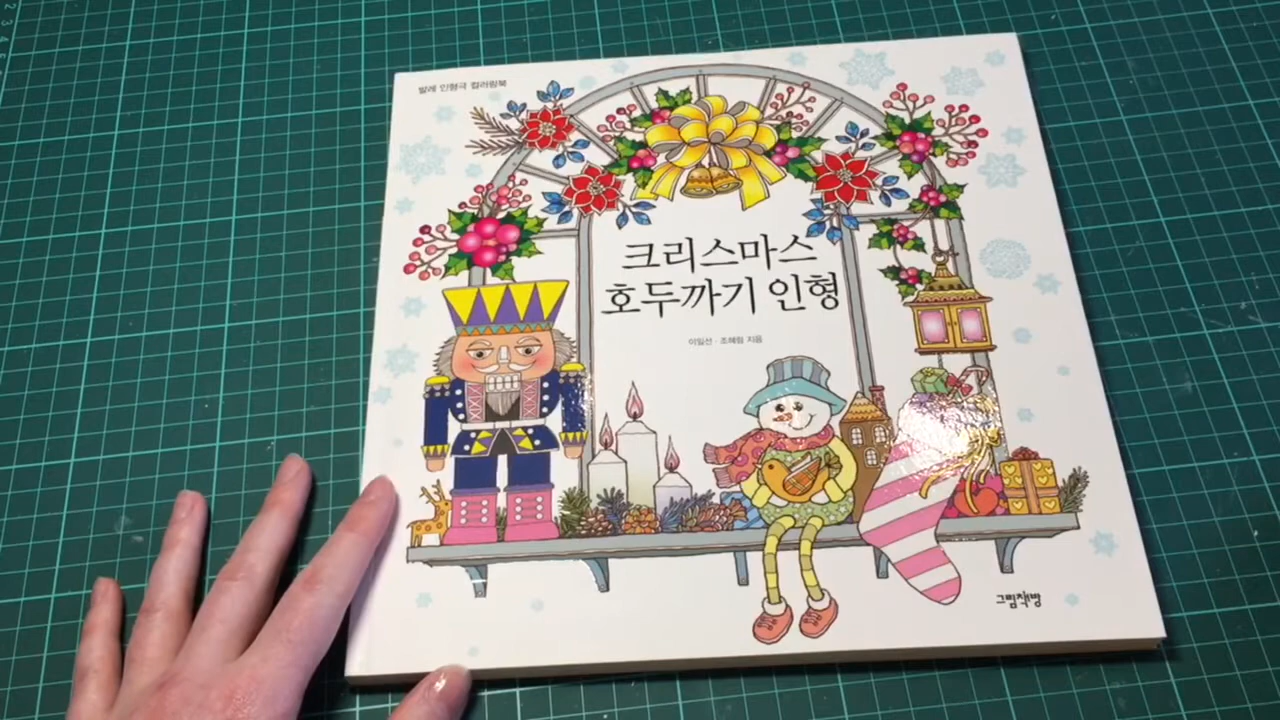 발레 인형극 컬러링북
크리스마스
호두까기 인형
이일선 · 조혜림 지음
그림책방